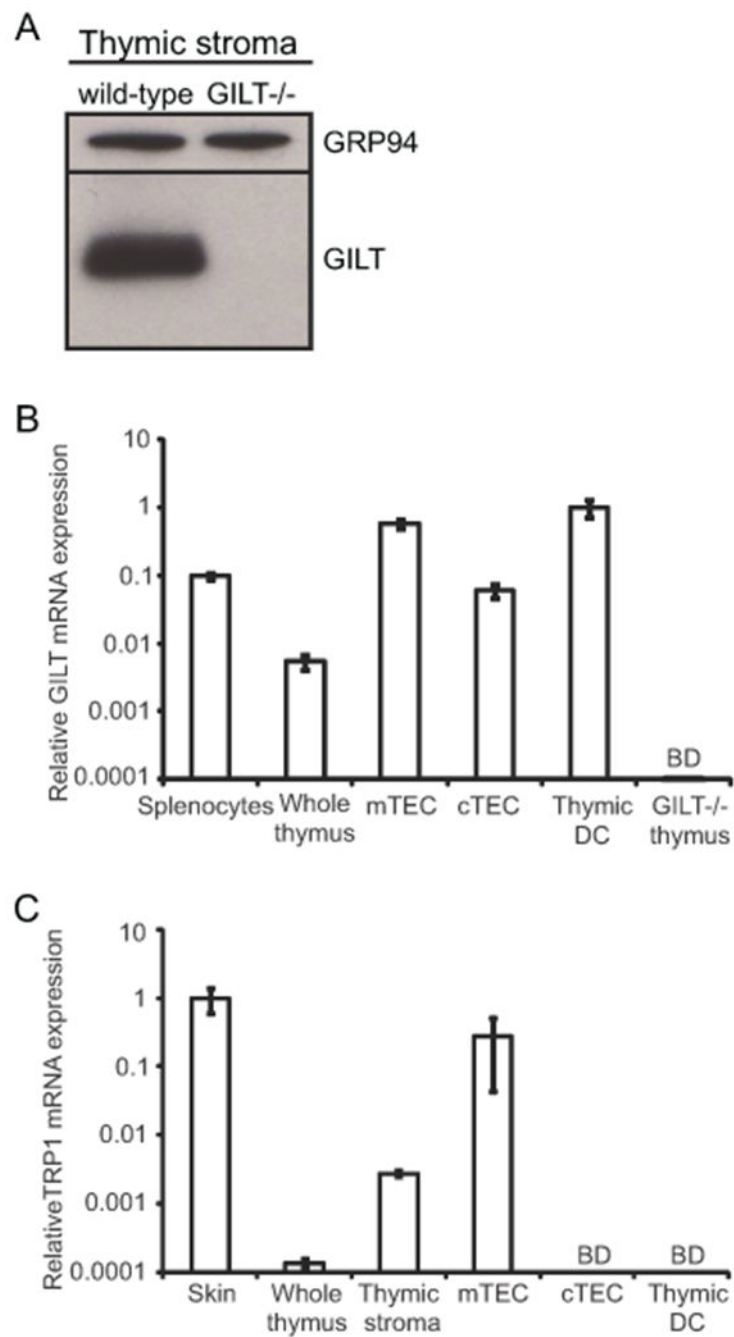 A
Thymic stroma
wild-type GILT-/-
GRP94
GILT
B
Relative GILT mRNA expression
10
1
0.1
0.01
0.001
0.0001
BD
Splenocytes Whole thymus mTEC cTEC Thymic DC GILT-/- thymus
C
RelativeTRP1 mRNA expression
10
1
0.1
0.01
0.001
0.0001
BD BD
Skin Whole thymus Thymic stroma mTEC cTEC Thymic DC